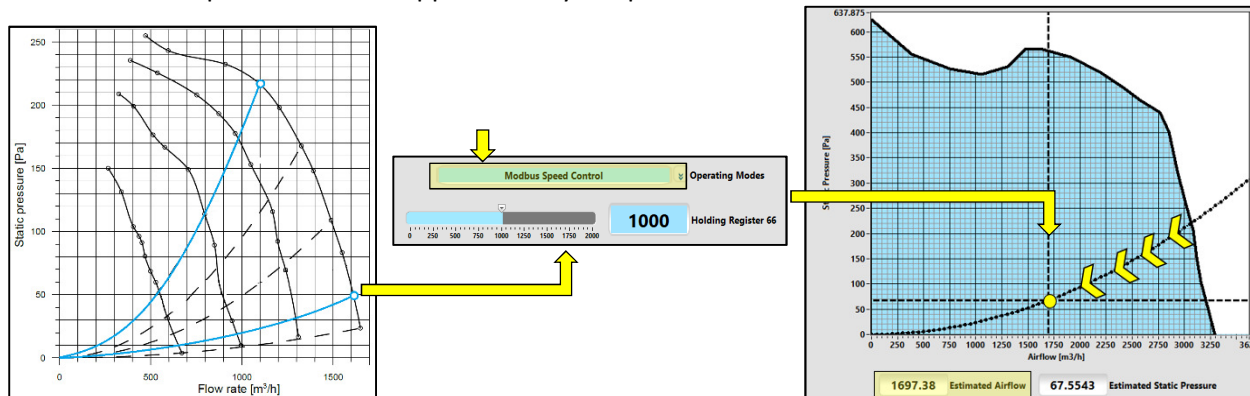 250
200
150
100
50
0
Static pressure [Pa]
0 500 1000 1500
Flow rate [m³/h]
Modbus Speed Control
Operating Modes
0 250 500 750 1000 1250 1500 1750 2000
1000
Holding Register 66
637.875
600
550
500
450
400
350
300
250
200
150
100
50
0
Pressure [Pa]
0 250 500 750 1000 1250 1500 1750 2000 2250 2500 2750 3000 3250
Airflow [m3/h]
1697.38 Estimated Airflow 67.5543 Estimated Static Pressure